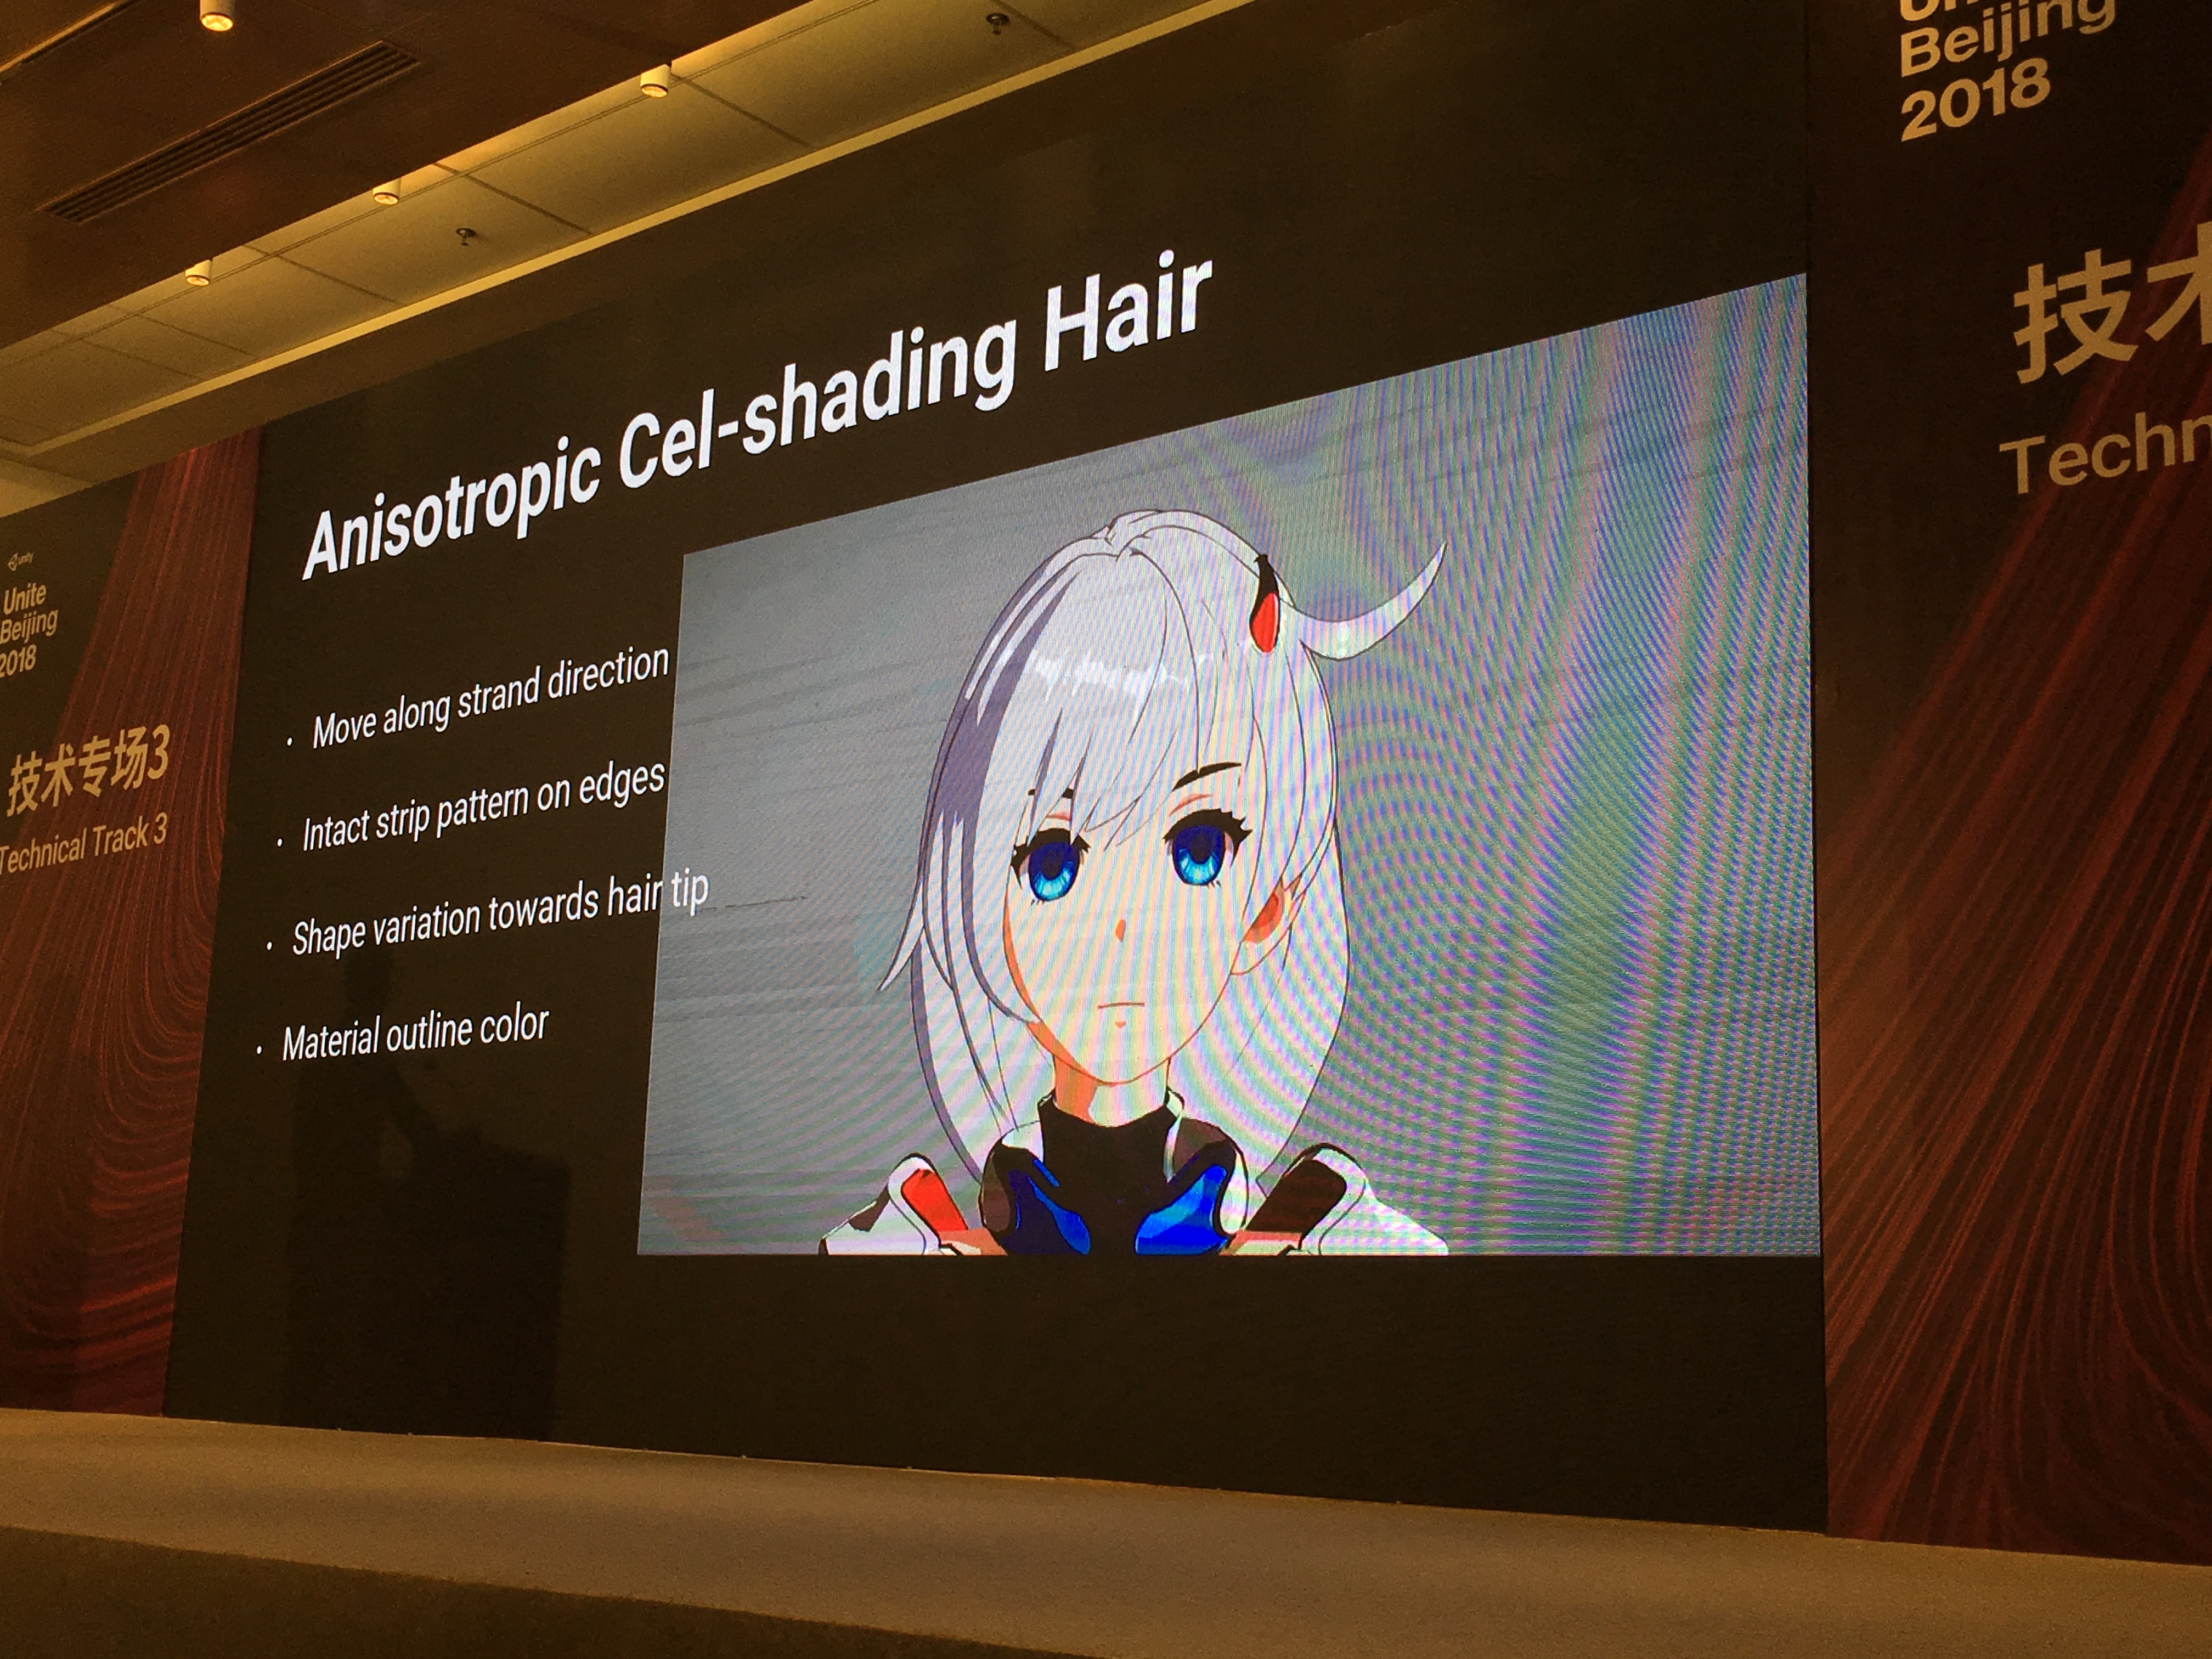 Anisotropic Cel-shading Hair
• Move along strand direction
• Intact strip pattern on edges
• Shape variation towards hair tip
• Material outline color
unity
Unite
Beijing
2018
技术专场3
Technical Track 3
Beijing
2018
技术
Techn